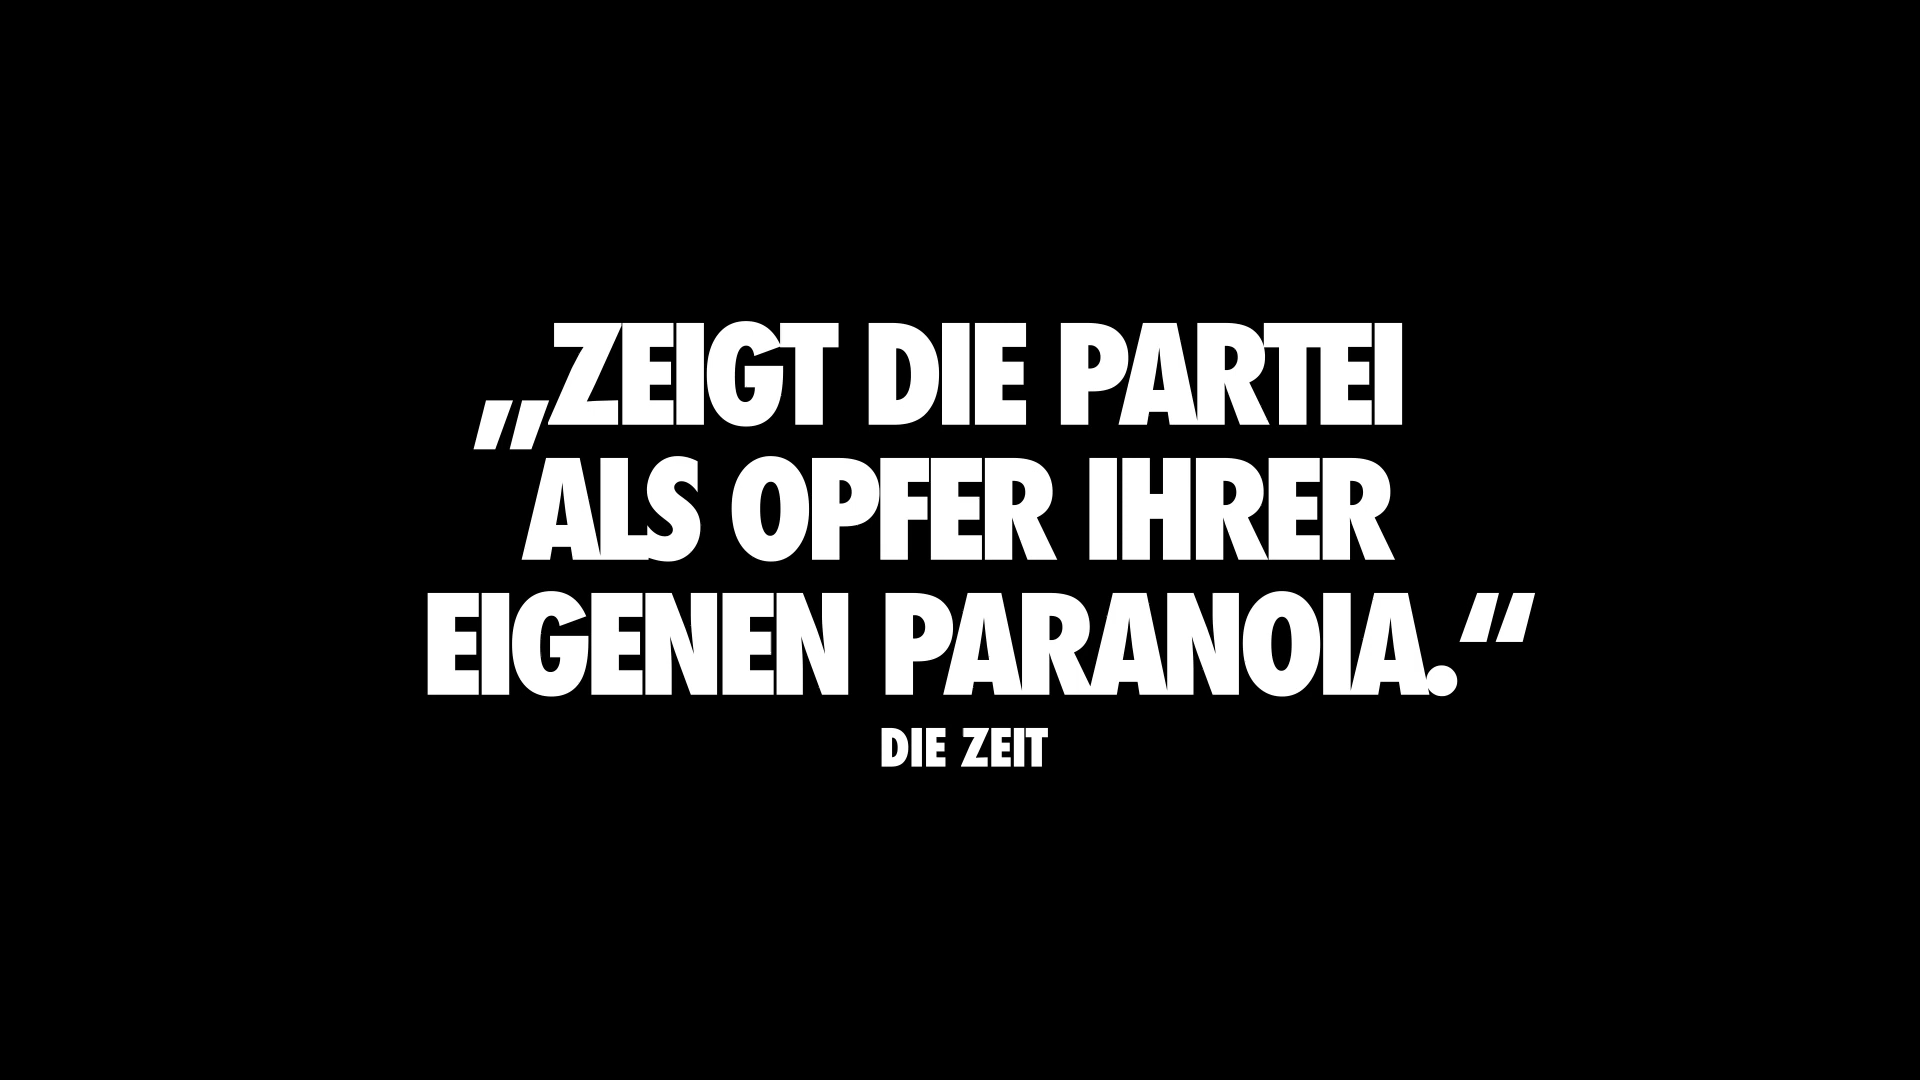 „ZEIGT DIE PARTEI
ALS OPFER IHRER
EIGENEN PARANOIA.“
DIE ZEIT